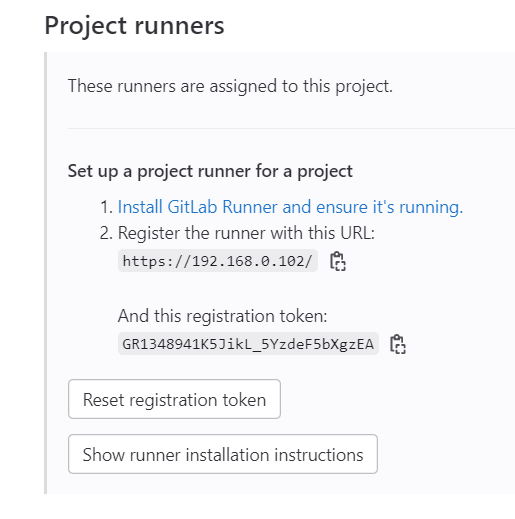 Project runners
These runners are assigned to this project.
Set up a project runner for a project
1. Install GitLab Runner and ensure it's running.
2. Register the runner with this URL:
https://192.168.0.102/
And this registration token:
GR1348941K5JikL_5YzdeF5bXgzEA
Reset registration token
Show runner installation instructions